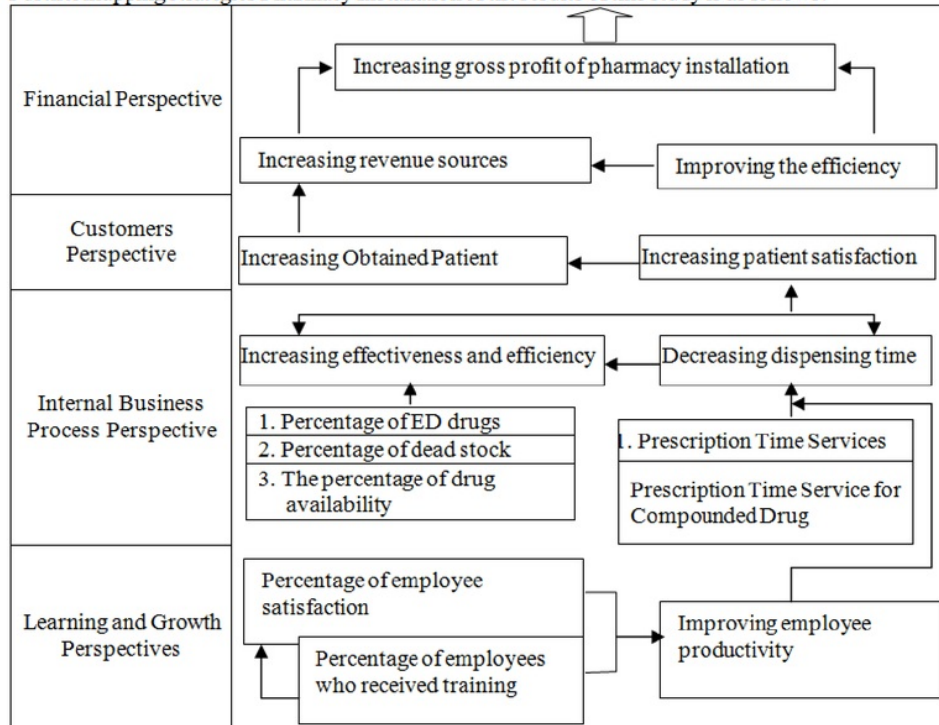 Increasing gross profit of pharmacy installation
Financial Perspective
Increasing revenue sources
Improving the efficiency
Customers
Perspective
Increasing Obtained Patient
Increasing patient satisfaction
Increasing effectiveness and efficiency
Decreasing dispensing time
Internal Business
Process Perspective
1. Percentage of ED drugs
2. Percentage of dead stock
3. The percentage of drug
availability
1. Prescription Time Services
Prescription Time Service for
Compounded Drug
Learning and Growth
Perspectives
Percentage of employee
satisfaction
Percentage of employees
who received training
Improving employee
productivity